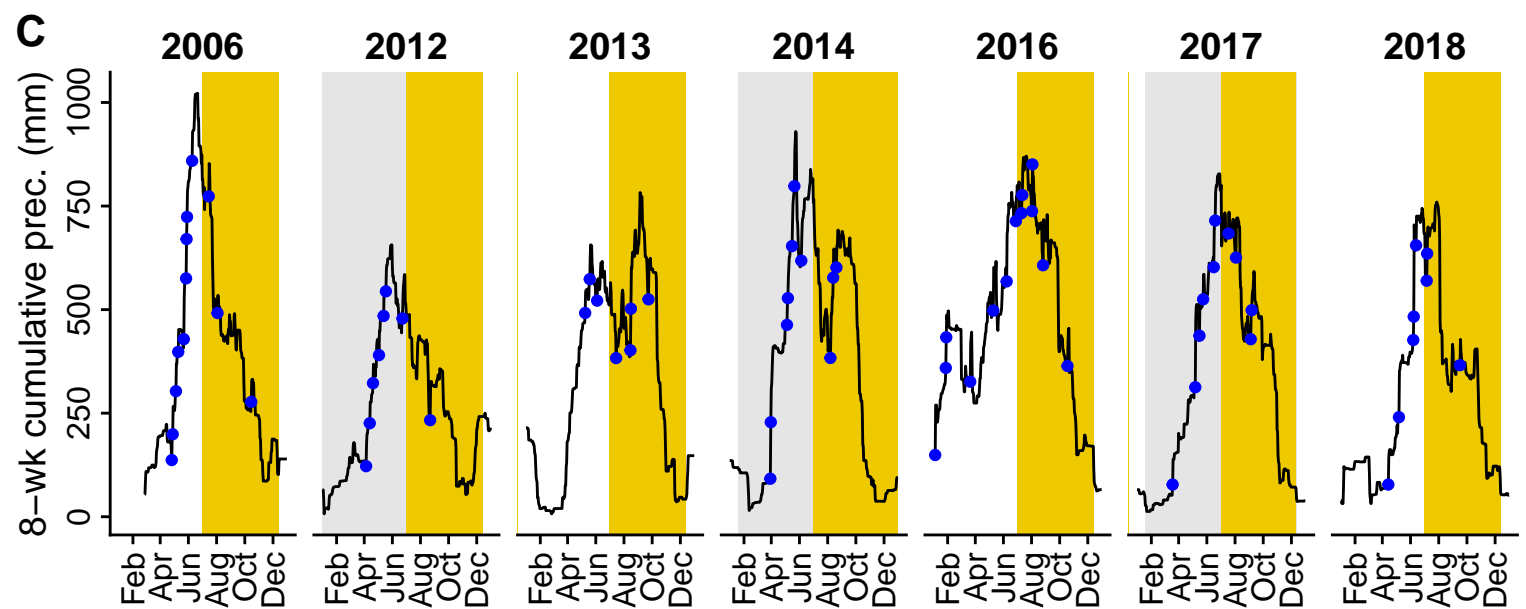 C
2006 2012 2013 2014 2016 2017 2018
8−wk cumulative prec. (mm)
1000
750
500
250
0
Feb Apr Jun Aug Oct Dec Feb Apr Jun Aug Oct Dec Feb Apr Jun Aug Oct Dec Feb Apr Jun Aug Oct Dec Feb Apr Jun Aug Oct Dec Feb Apr Jun Aug Oct Dec Feb Apr Jun Aug Oct Dec